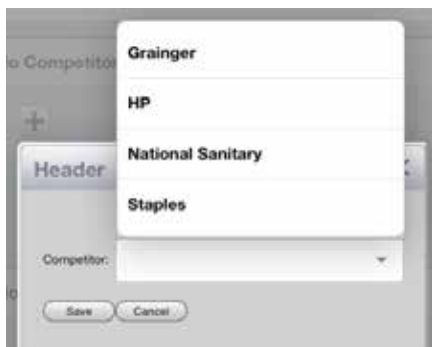 Grainger
o Competitor
HP
National Sanitary
Header
Staples
Competitor:
Save
Cancel